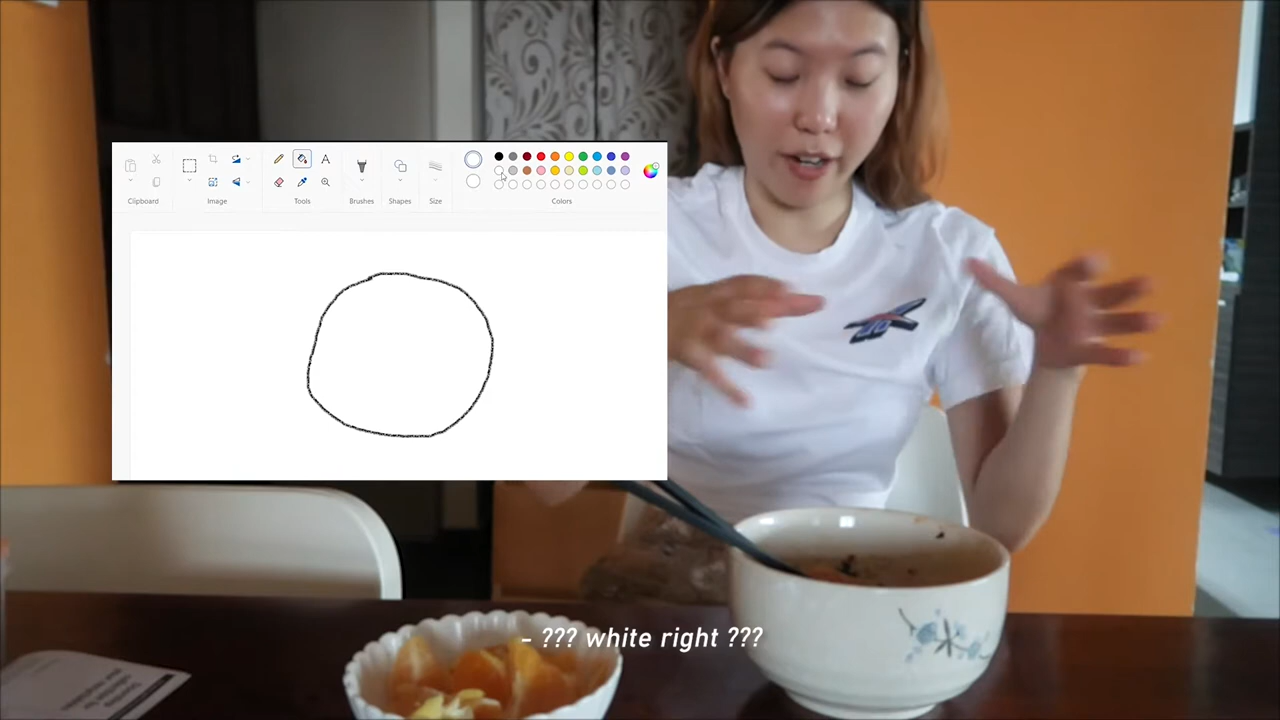 Clipboard
Image
Tools
Brushes
Shapes
Size
Colors
A
- ??? white right ???